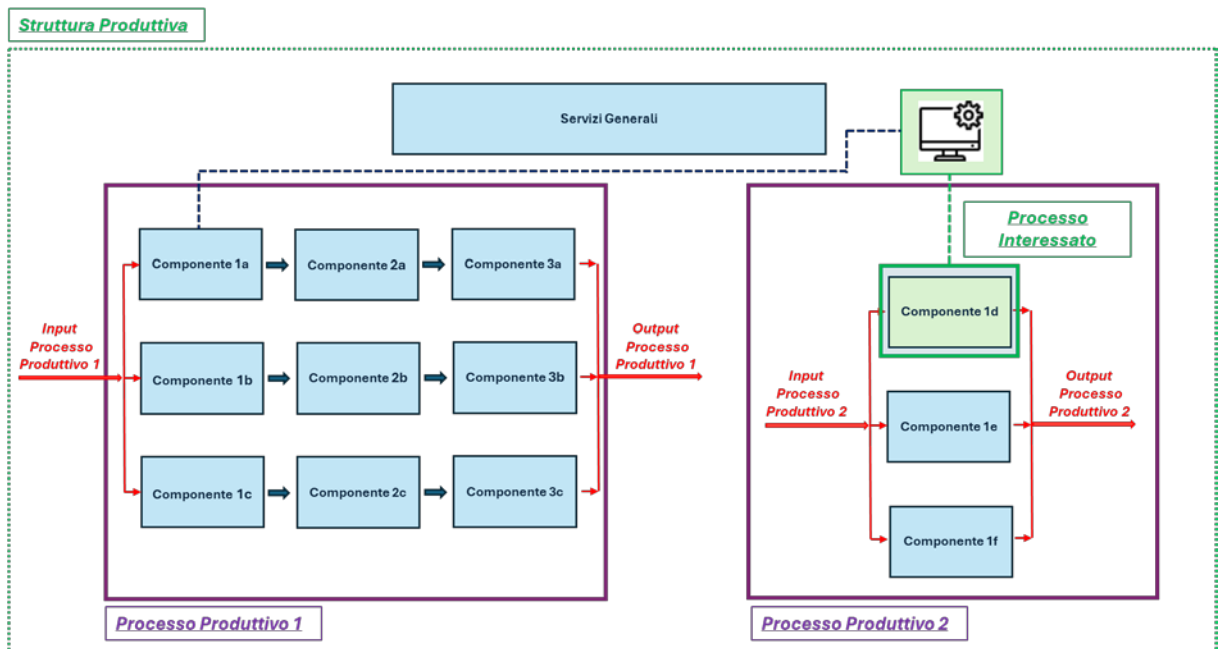 Struttura Produttiva
Servizi Generali
Processo
Interessato
Componente 1a
Componente 2a
Componente 3a
Input
Processo
Produttivo 1
Output
Processo
Produttivo 1
Componente 1b
Componente 2b
Componente 3b
Componente 1c
Componente 2c
Componente 3c
Processo Produttivo 1
Componente 1d
Input
Processo
Produttivo 2
Output
Processo
Produttivo 2
Componente 1e
Componente 1f
Processo Produttivo 2